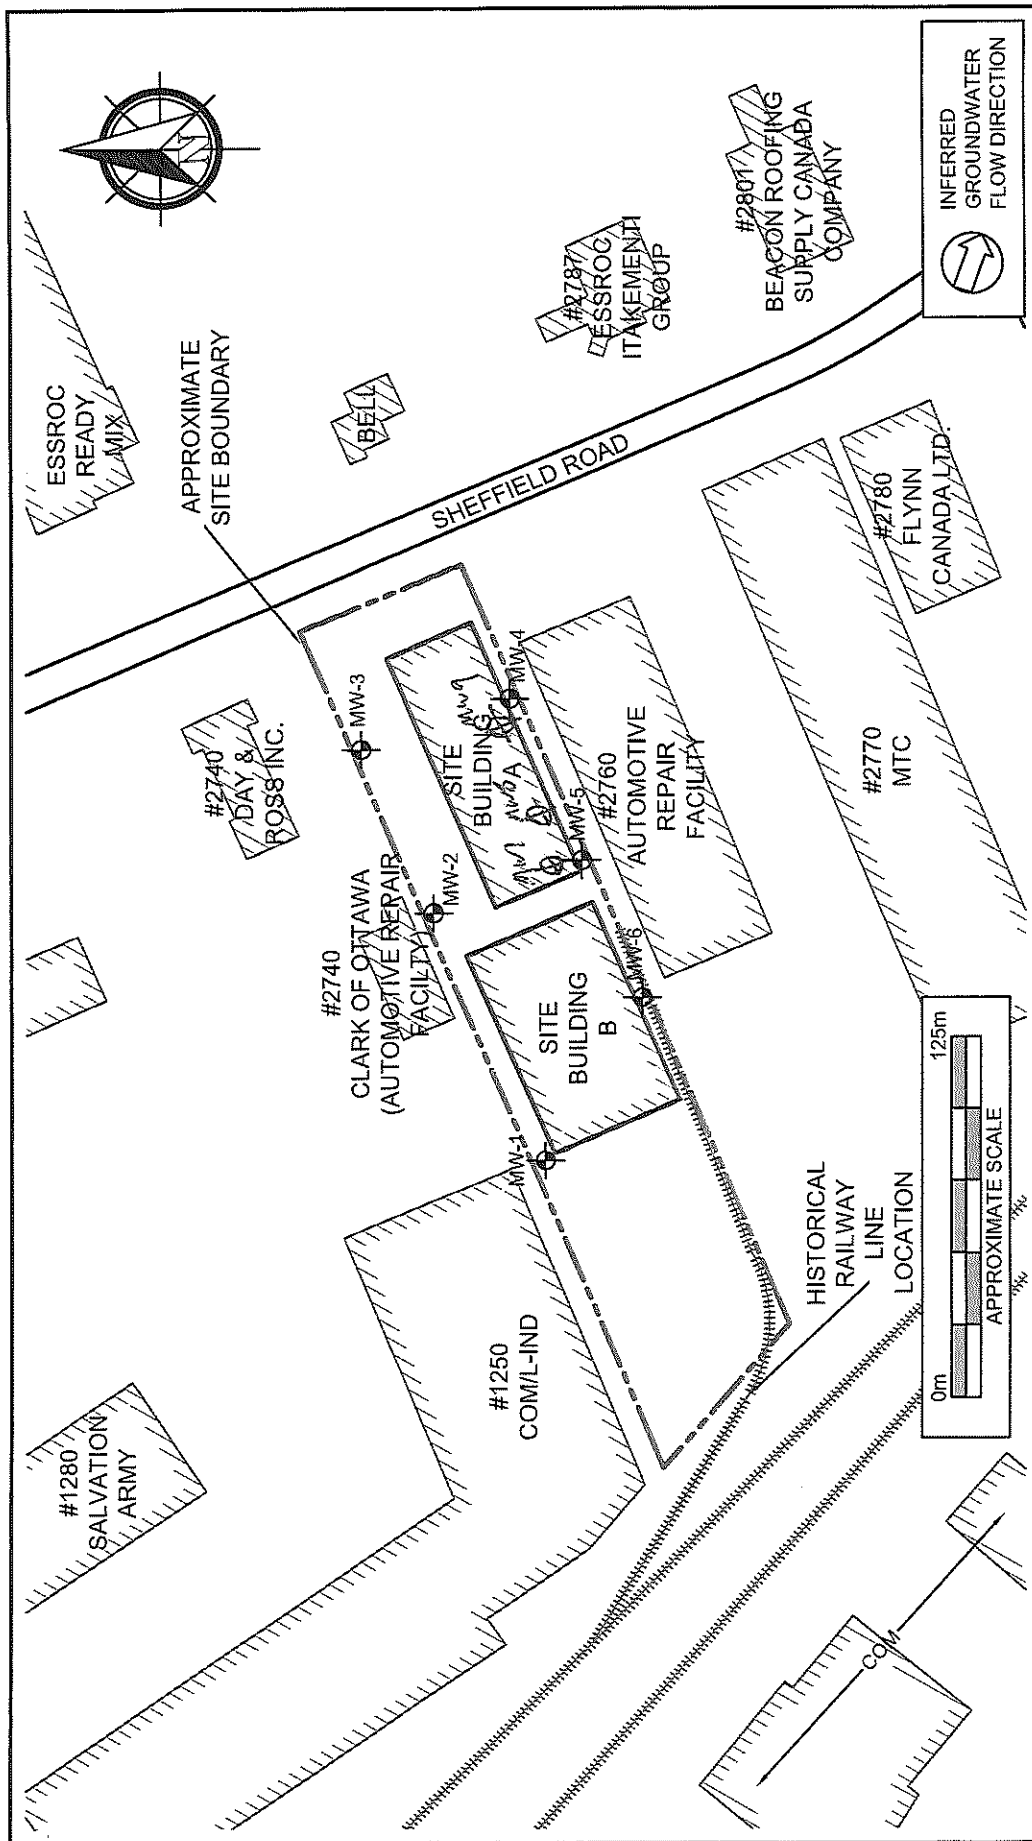 ESSROC
READY
MIX
APPROXIMATE
SITE BOUNDARY
N
#1280
SALVATION
ARMY
#2740
DAY &
ROSS INC.
BELL
SHEFFIELD ROAD
#2740
CLARK OF OTTAWA
(AUTOMOTIVE REPAIR
FACILTY)
#1250
COM/L-IND
MW-1
MW-2
MW-3
SITE
BUILDING
SITE
BUILDING
B
MW-4
MW-5
MW-6
#2760
AUTOMOTIVE
REPAIR
FACILITY
#2787
ESSROC
ITAKEMENTI
GROUP
#2801
BEACON ROOFING
SUPPLY CANADA
COMPANY
#2770
MTC
#2780
FLYNN
CANADA LTD.
HISTORICAL
RAILWAY
LINE
LOCATION
COM
0m
125m
APPROXIMATE SCALE
INFERRED
GROUNDWATER
FLOW DIRECTION